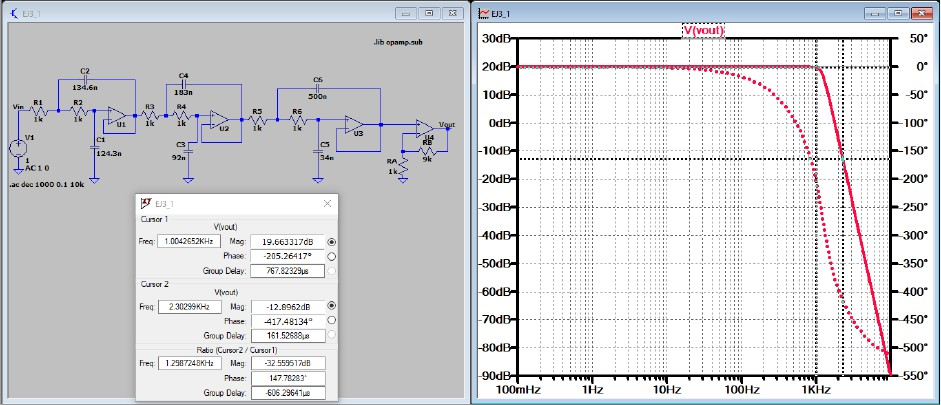 EJ3_1
.lib opamp.sub
C2
134.6n
C4
183n
C6
500n
Vin
R1
1k
R2
1k
U1
R3
1k
R4
1k
U2
R5
1k
R6
1k
U3
Vout
U4
V1
1
AC 1 0
C1
124.3n
C3
92n
C5
34n
RA
1k
RB
9k
.ac dec 1000 0.1 10k
EJ3_1
Cursor 1
V(vout)
Freq: 1.0042652KHz Mag: 19.663317dB
Phase: -205.26417°
Group Delay: 767.82329µs
Cursor 2
V(vout)
Freq: 2.30299KHz Mag: -12.8962dB
Phase: -417.48134°
Group Delay: 161.52688µs
Ratio (Cursor2 / Cursor1)
Freq: 1.2987248KHz Mag: -32.559517dB
Phase: 147.78283°
Group Delay: -606.29641µs
EJ3_1
V(vout)
30dB 50°
20dB 0°
10dB -50°
0dB -100°
-10dB -150°
-20dB -200°
-30dB -250°
-40dB -300°
-50dB -350°
-60dB -400°
-70dB -450°
-80dB -500°
-90dB -550°
100mHz 1Hz 10Hz 100Hz 1KHz